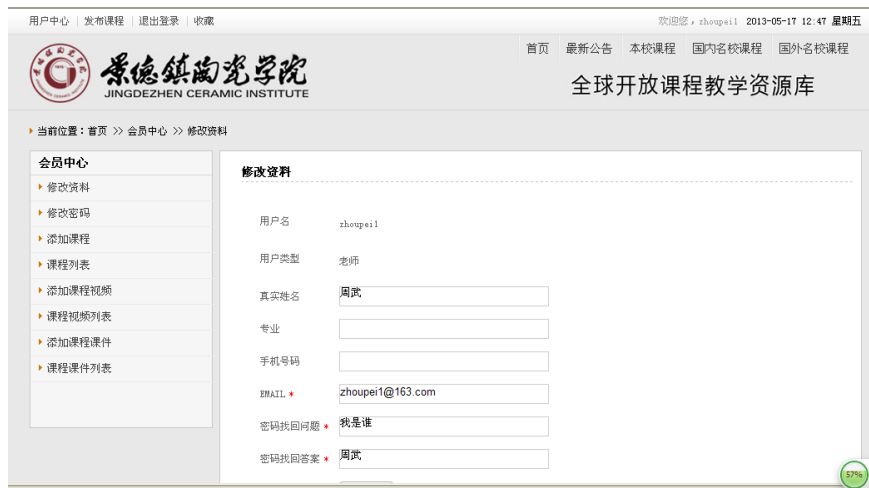 用户中心 | 发布课程 | 退出登录 | 收藏
欢迎您，zhoupei1 2013-05-17 12:47 星期五
景德镇陶瓷学院
JINGDEZHEN CERAMIC INSTITUTE
首页 最新公告 本校课程 国内名校课程 国外名校课程
全球开放课程教学资源库
当前位置：首页 >> 会员中心 >> 修改资料
会员中心
修改资料
修改密码
添加课程
课程列表
添加课程视频
课程视频列表
添加课程课件
课程课件列表
修改资料
用户名 zhoupei1
用户类型 老师
真实姓名 周武
专业
手机号码
EMAIL * zhoupei1@163.com
密码找回问题 * 我是谁
密码找回答案 * 周武
57%